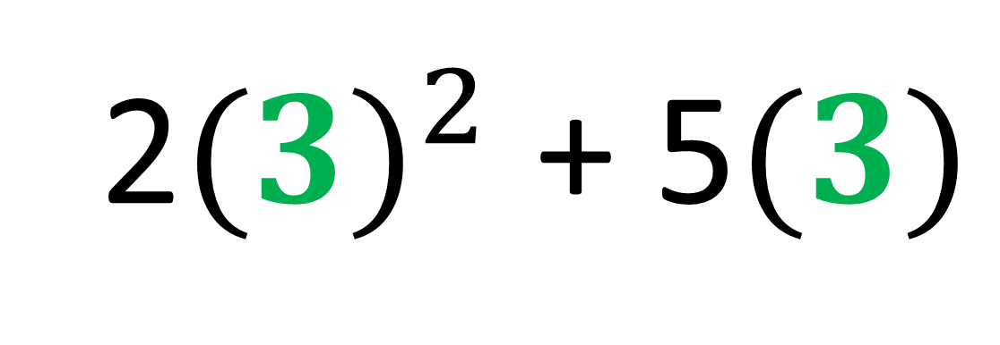 2(3)² + 5(3)